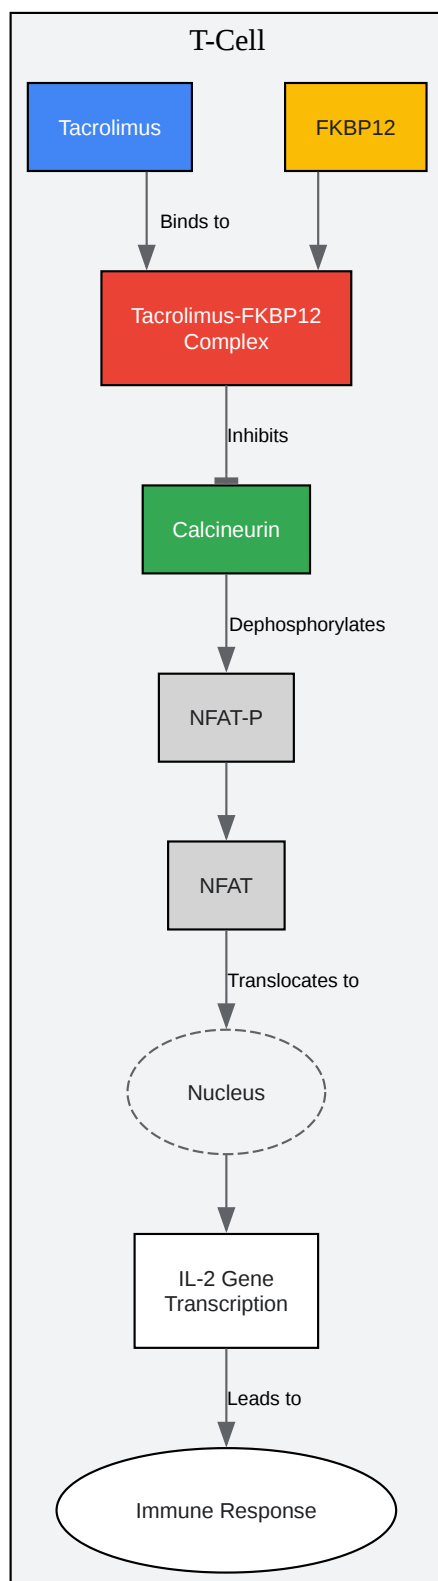 T-Cell
Tacrolimus
FKBP12
Binds to
Tacrolimus-FKBP12
Complex
Inhibits
Calcineurin
Dephosphorylates
NFAT-P
NFAT
Translocates to
Nucleus
IL-2 Gene
Transcription
Leads to
Immune Response